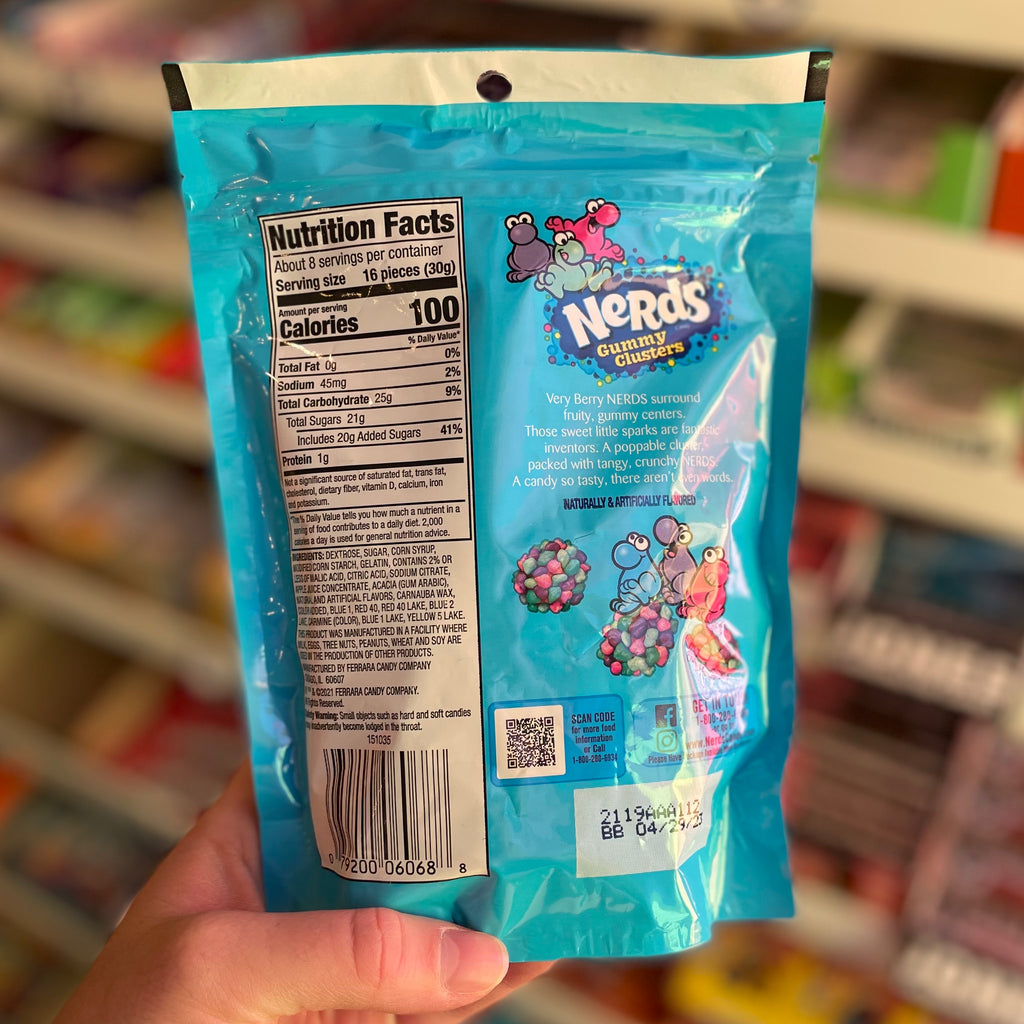 Nutrition Facts
About 8 servings per container
Serving size 16 pieces (30g)
Amount per serving
Calories 100
% Daily Value*
Total Fat 0g 0%
Sodium 45mg 2%
Total Carbohydrate 25g 9%
Total Sugars 21g
Includes 20g Added Sugars 41%
Protein 1g
Not a significant source of saturated fat, trans fat,
cholesterol, dietary fiber, vitamin D, calcium, iron
and potassium.
*The % Daily Value tells you how much a nutrient in a
serving of food contributes to a daily diet. 2,000
calories a day is used for general nutrition advice.
INGREDIENTS: DEXTROSE, SUGAR, CORN SYRUP,
MODIFIED CORN STARCH, GELATIN, CONTAINS 2% OR
LESS OF MALIC ACID, CITRIC ACID, SODIUM CITRATE,
APPLE JUICE CONCENTRATE, ACACIA (GUM ARABIC),
NATURAL AND ARTIFICIAL FLAVORS, CARNAUBA WAX,
COLOR ADDED, BLUE 1, RED 40, RED 40 LAKE, BLUE 2
LAKE, CARMINE (COLOR), BLUE 1 LAKE, YELLOW 5 LAKE.
THIS PRODUCT WAS MANUFACTURED IN A FACILITY WHERE
MILK, EGGS, TREE NUTS, PEANUTS, WHEAT AND SOY ARE
USED IN THE PRODUCTION OF OTHER PRODUCTS.
MANUFACTURED BY FERRARA CANDY COMPANY
IL 60607
& ©2021 FERRARA CANDY COMPANY.
All Rights Reserved.
Warning: Small objects such as hard and soft candies
may inadvertently become lodged in the throat.
151035
0 79200 06068 8
NeRds
Gummy
Clusters
Very Berry NERDS surround
fruity, gummy centers.
Those sweet little sparks are fantastic
inventors. A poppable cluster,
packed with tangy, crunchy NERDS.
A candy so tasty, there aren't even words.
NATURALLY & ARTIFICIALLY FLAVORED
SCAN CODE
for more food
information
or Call
1-800-280-6934
GET IN TO
1-800-280-
or
www.Nerds
Please Have
2119AAA112
BB 04/29/